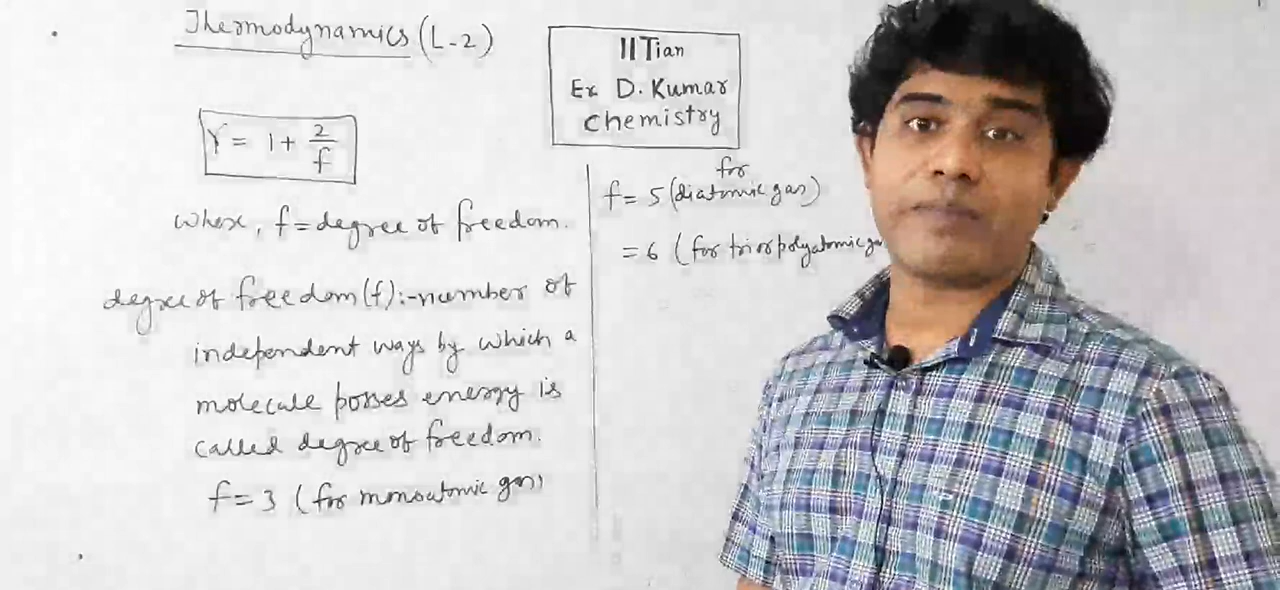 Thermodynamics (L-2)
IITian
Ex D. Kumar
Chemistry
γ = 1 + 2/f
where, f = degree of freedom.
degree of freedom (f):- number of
independent ways by which a
molecule posses energy is
called degree of freedom.
f = 3 (for monoatomic gas)
for
f = 5 (diatomic gas)
= 6 (for tri or polyatomic ga